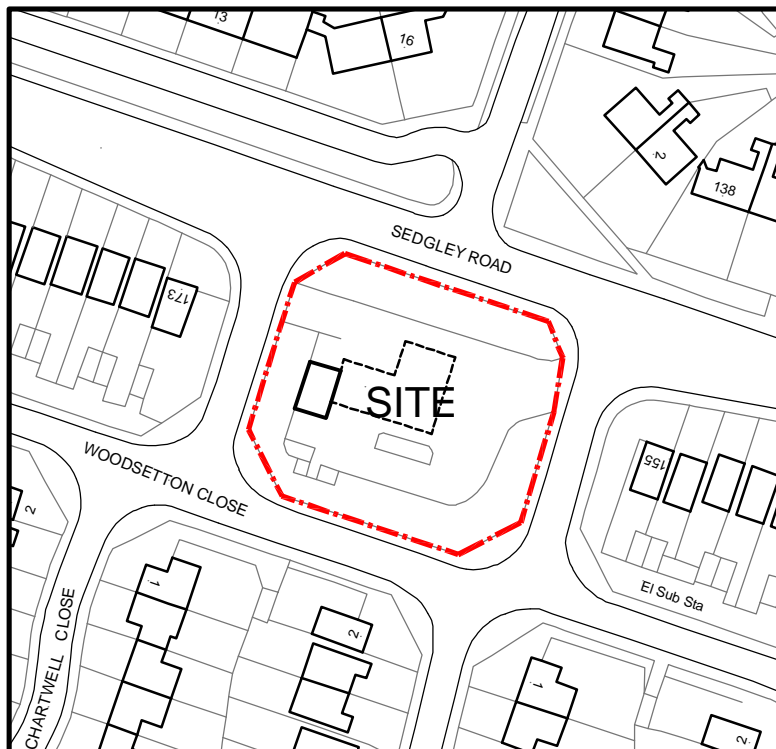 13
16
2
138
SEDGLEY ROAD
173
SITE
155
WOODSETTON CLOSE
2
El Sub Sta
1
2
1
CHARTWELL CLOSE
2